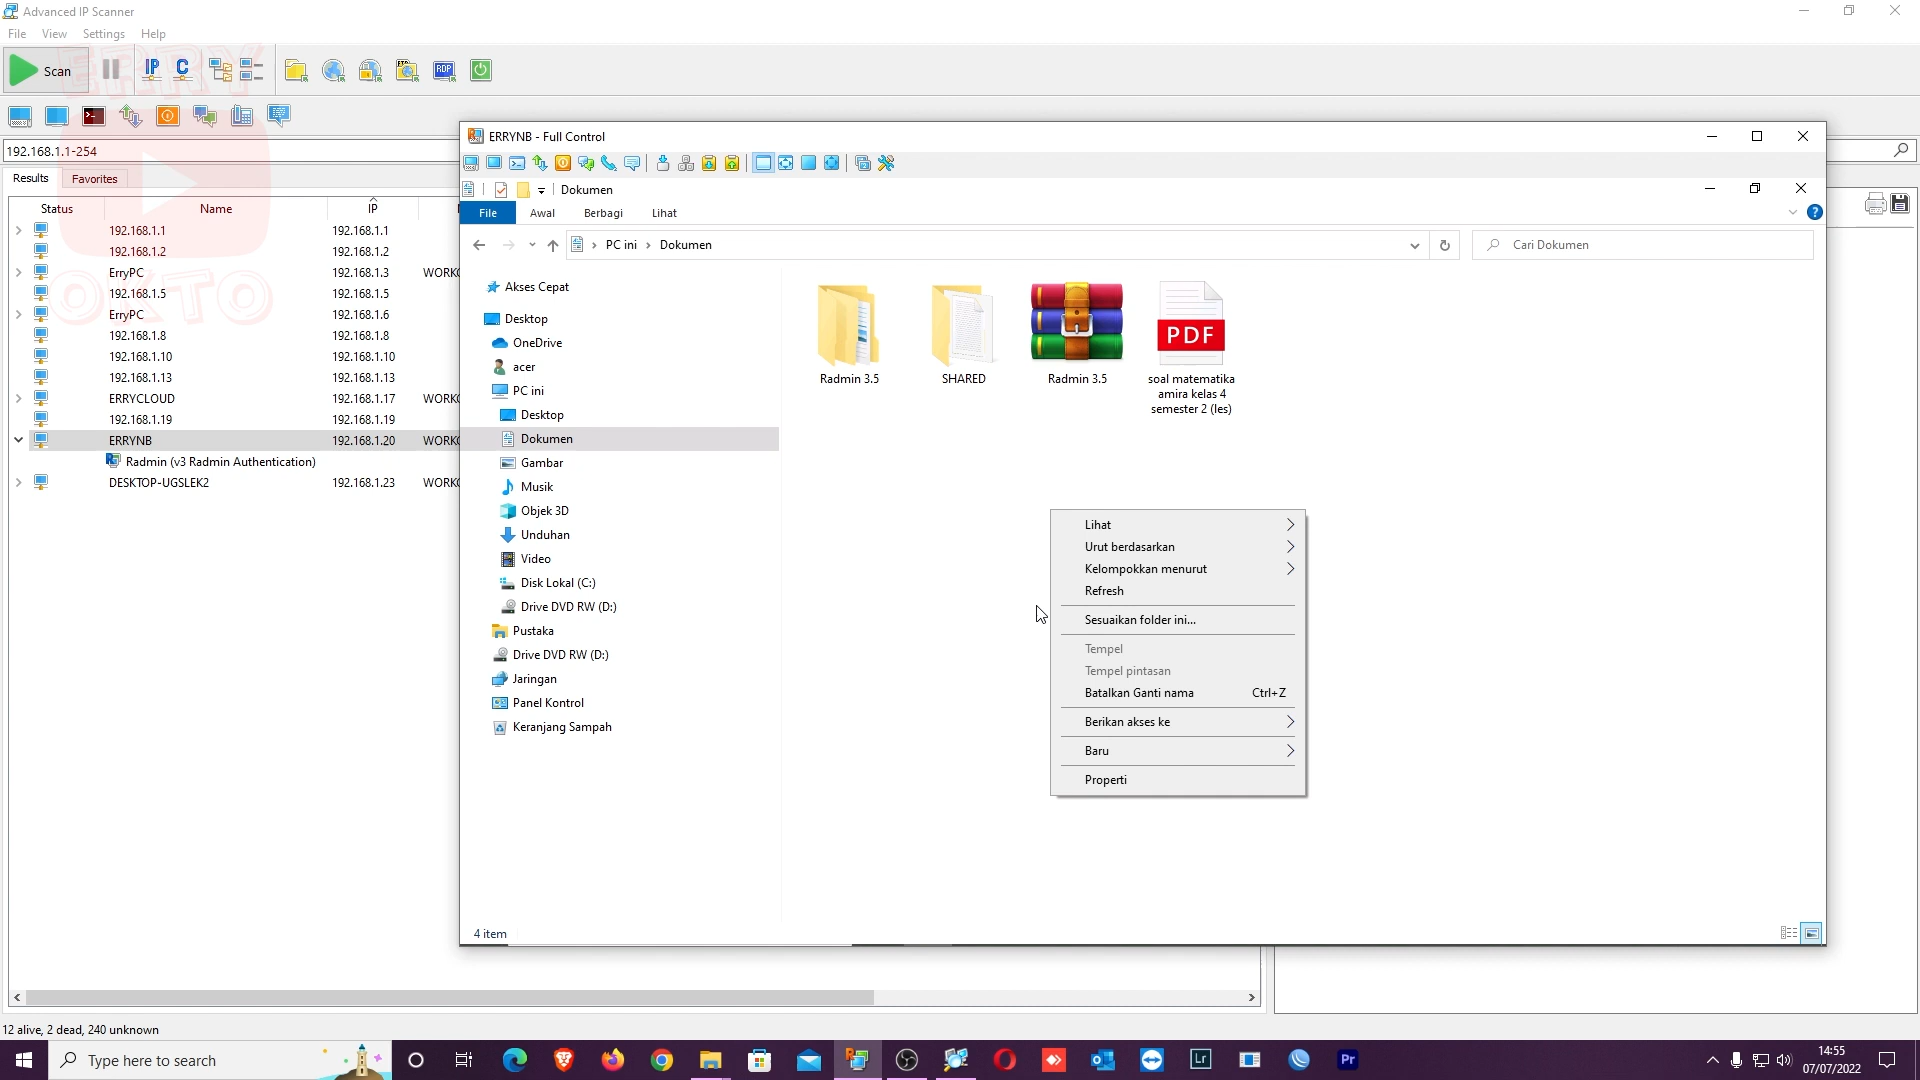 Advanced IP Scanner
File View Settings Help
Scan IP C FTP RDP
ERRY
OKTO
192.168.1.1-254
Results Favorites
Status Name IP
192.168.1.1 192.168.1.1
192.168.1.2 192.168.1.2
ErryPC 192.168.1.3 WORK
192.168.1.5 192.168.1.5
ErryPC 192.168.1.6
192.168.1.8 192.168.1.8
192.168.1.10 192.168.1.10
192.168.1.13 192.168.1.13
ERRYCLOUD 192.168.1.17 WORK
192.168.1.19 192.168.1.19
ERRYNB 192.168.1.20 WORK
Radmin (v3 Radmin Authentication)
DESKTOP-UGSLEK2 192.168.1.23 WORK
12 alive, 2 dead, 240 unknown
ERRYNB - Full Control
Dokumen
File Awal Berbagi Lihat
PC ini Dokumen
Cari Dokumen
Akses Cepat
Desktop
OneDrive
acer
PC ini
Desktop
Dokumen
Gambar
Musik
Objek 3D
Unduhan
Video
Disk Lokal (C:)
Drive DVD RW (D:)
Pustaka
Drive DVD RW (D:)
Jaringan
Panel Kontrol
Keranjang Sampah
PDF
Radmin 3.5
SHARED
Radmin 3.5
soal matematika
amira kelas 4
semester 2 (les)
Lihat
Urut berdasarkan
Kelompokkan menurut
Refresh
Sesuaikan folder ini...
Tempel
Tempel pintasan
Batalkan Ganti nama Ctrl+Z
Berikan akses ke
Baru
Properti
4 item
Type here to search
Lr
Pr
14:55
07/07/2022